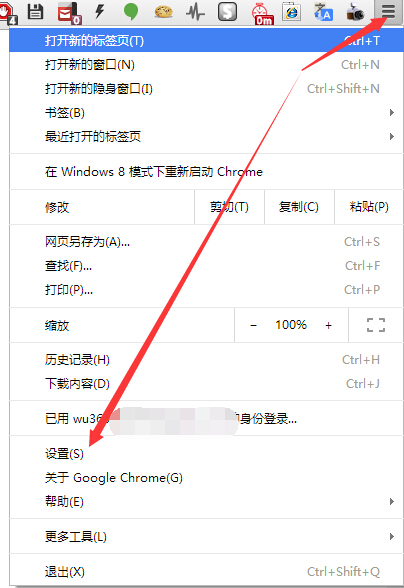 4
0
Dm
打开新的标签页(T) Ctrl+T
打开新的窗口(N) Ctrl+N
打开新的隐身窗口(I) Ctrl+Shift+N
书签(B)
最近打开的标签页
在 Windows 8 模式下重新启动 Chrome
修改 剪切(T) 复制(C) 粘贴(P)
网页另存为(A)... Ctrl+S
查找(F)... Ctrl+F
打印(P)... Ctrl+P
缩放 − 100% +
历史记录(H) Ctrl+H
下载内容(D) Ctrl+J
已用 wu36 的身份登录...
设置(S)
关于 Google Chrome(G)
帮助(E)
更多工具(L)
退出(X) Ctrl+Shift+Q